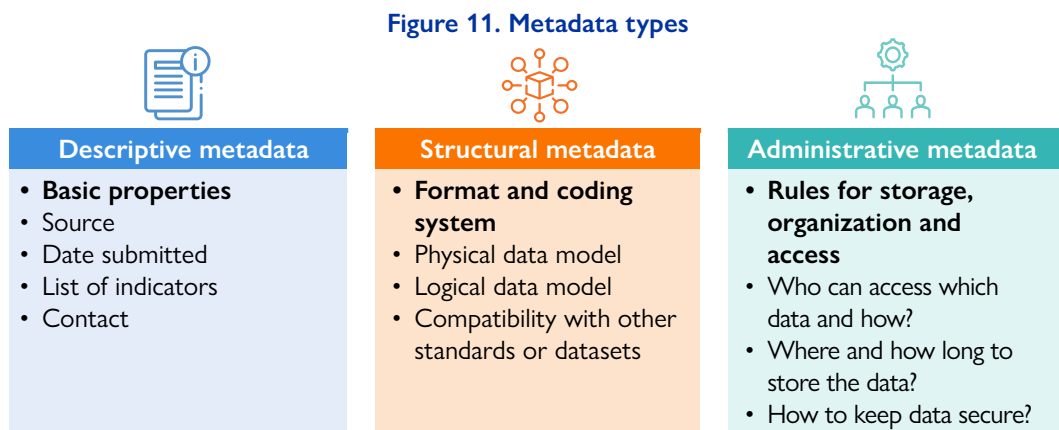 Figure 11. Metadata types
Descriptive metadata
• Basic properties
• Source
• Date submitted
• List of indicators
• Contact
Structural metadata
• Format and coding
system
• Physical data model
• Logical data model
• Compatibility with other
standards or datasets
Administrative metadata
• Rules for storage,
organization and
access
• Who can access which
data and how?
• Where and how long to
store the data?
• How to keep data secure?